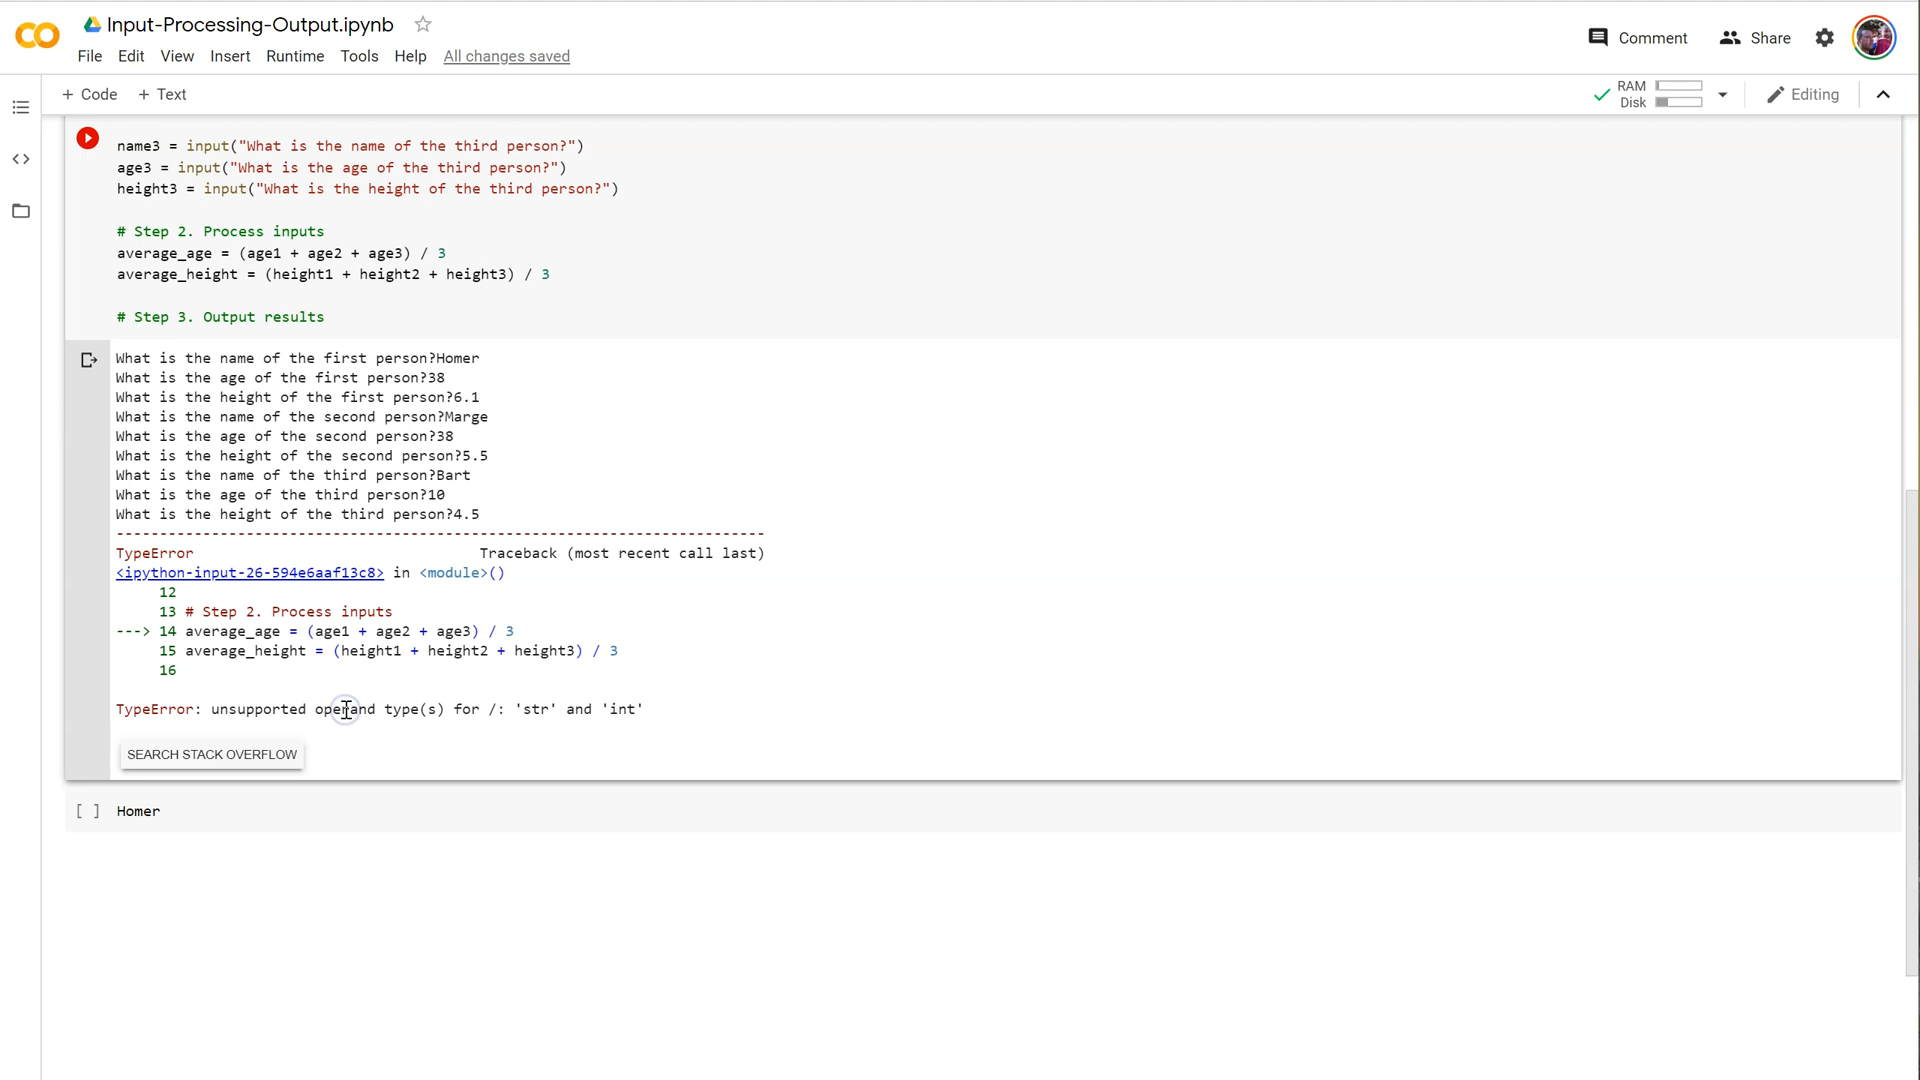 Input-Processing-Output.ipynb
File Edit View Insert Runtime Tools Help All changes saved
Comment
Share
+ Code + Text
RAM
Disk
Editing
name3 = input("What is the name of the third person?")
age3 = input("What is the age of the third person?")
height3 = input("What is the height of the third person?")
# Step 2. Process inputs
average_age = (age1 + age2 + age3) / 3
average_height = (height1 + height2 + height3) / 3
# Step 3. Output results
What is the name of the first person?Homer
What is the age of the first person?38
What is the height of the first person?6.1
What is the name of the second person?Marge
What is the age of the second person?38
What is the height of the second person?5.5
What is the name of the third person?Bart
What is the age of the third person?10
What is the height of the third person?4.5
---------------------------------------------------------------------------
TypeError Traceback (most recent call last)
<ipython-input-26-594e6aaf13c8> in <module>()
12
13 # Step 2. Process inputs
---> 14 average_age = (age1 + age2 + age3) / 3
15 average_height = (height1 + height2 + height3) / 3
16
TypeError: unsupported operand type(s) for /: 'str' and 'int'
SEARCH STACK OVERFLOW
[ ] Homer